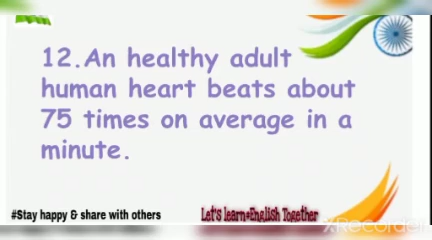 12.An healthy adult
human heart beats about
75 times on average in a
minute.
#Stay happy & share with others
Let's learn English Together
XRecorder